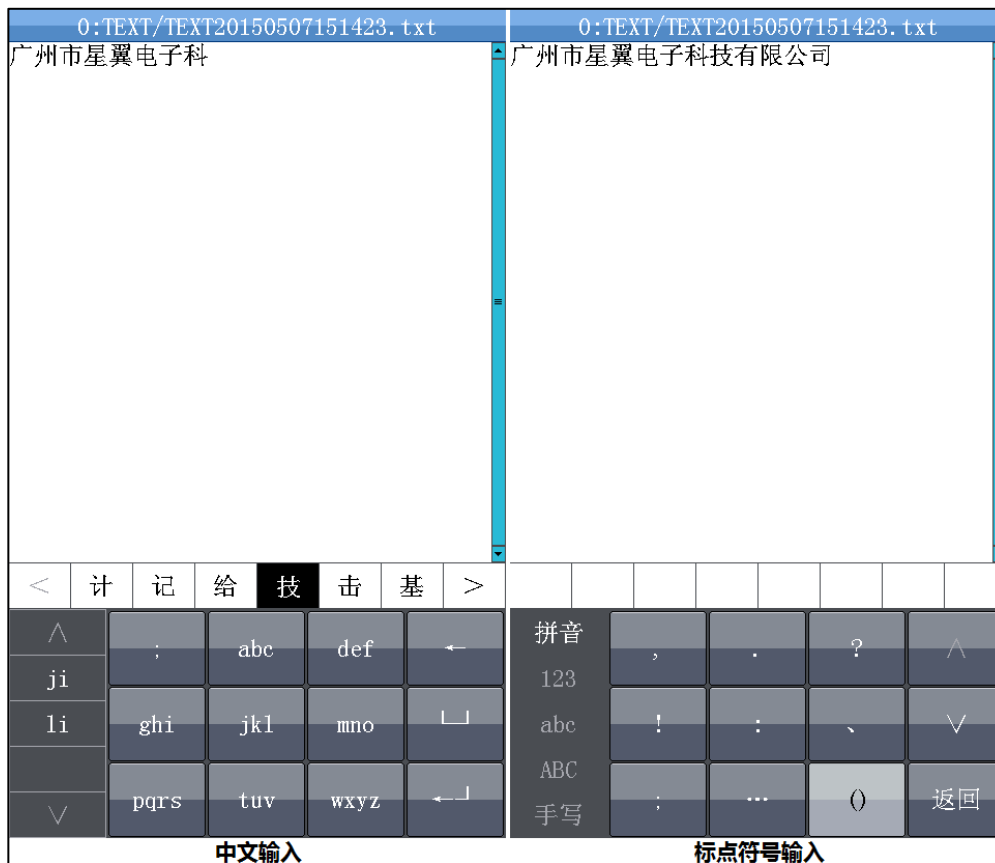 0:TEXT/TEXT20150507151423.txt
广州市星翼电子科
< 计 记 给 技 击 基 >
∧ ; abc def ←
ji
li ghi jkl mno ␣
∨ pqrs tuv wxyz ←┘
中文输入
0:TEXT/TEXT20150507151423.txt
广州市星翼电子科技有限公司
拼音 , . ? ∧
123
abc ! : 、 ∨
ABC
手写 ; … () 返回
标点符号输入